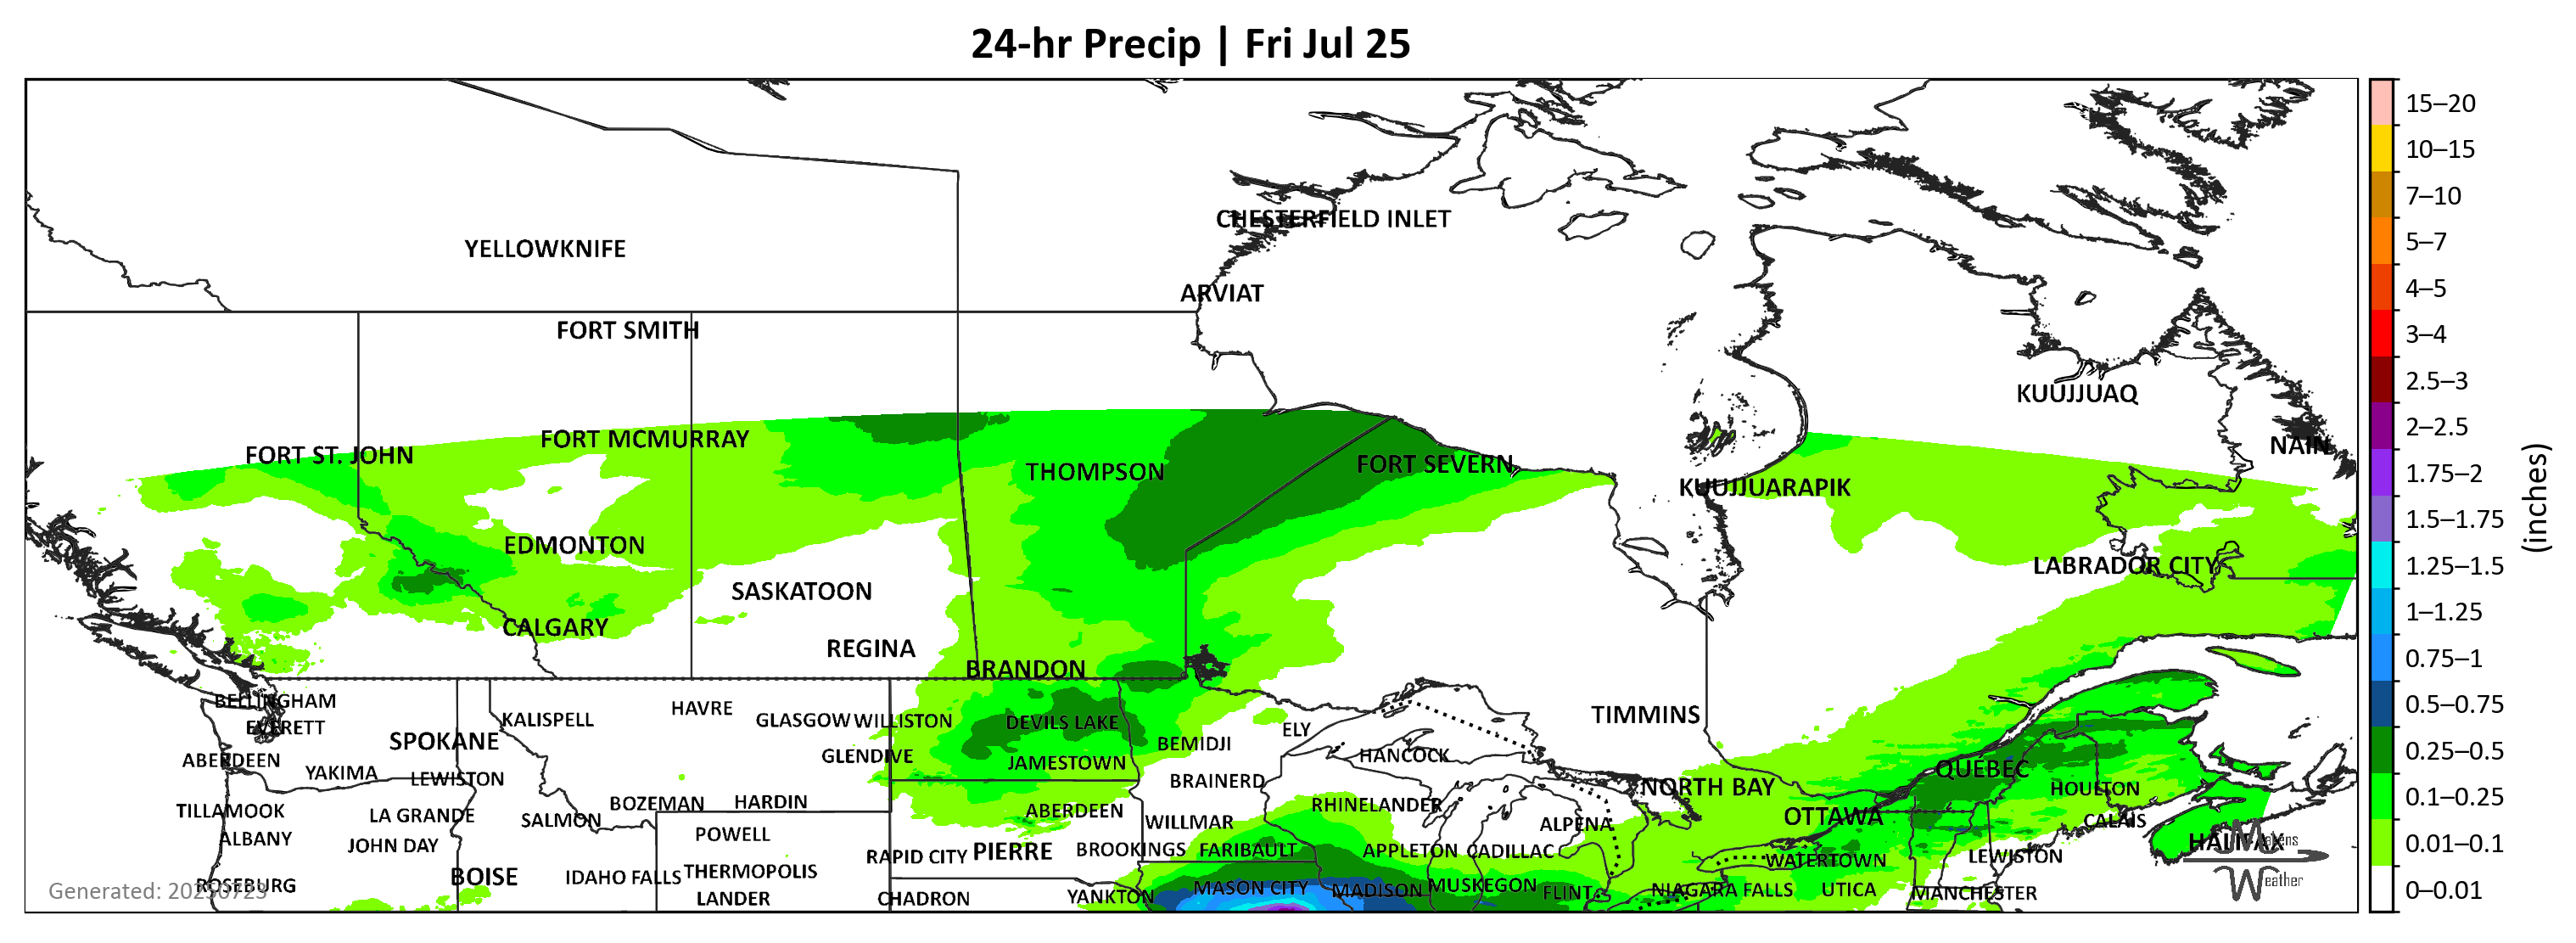 24-hr Precip | Fri Jul 25
15–20
10–15
7–10
5–7
4–5
3–4
2.5–3
2–2.5
1.75–2
1.5–1.75
1.25–1.5
1–1.25
0.75–1
0.5–0.75
0.25–0.5
0.1–0.25
0.01–0.1
0–0.01
(inches)
CHESTERFIELD INLET
YELLOWKNIFE
ARVIAT
FORT SMITH
KUUJJUAQ
FORT MCMURRAY
NAIN
FORT ST. JOHN
FORT SEVERN
THOMPSON
KUUJJUARAPIK
EDMONTON
LABRADOR CITY
SASKATOON
CALGARY
REGINA
BRANDON
BELLINGHAM
HAVRE
TIMMINS
KALISPELL
GLASGOW
WILLISTON
DEVILS LAKE
EVERETT
ELY
SPOKANE
BEMIDJI
GLENDIVE
HANCOCK
ABERDEEN
JAMESTOWN
QUEBEC
YAKIMA
LEWISTON
BRAINERD
NORTH BAY
HOULTON
BOZEMAN
HARDIN
RHINELANDER
TILLAMOOK
LA GRANDE
SALMON
ABERDEEN
WILLMAR
ALPENA
OTTAWA
CALAIS
ALBANY
POWELL
HALIFAX
JOHN DAY
RAPID CITY
PIERRE
BROOKINGS
FARIBAULT
APPLETON
CADILLAC
WATERTOWN
LEWISTON
BOISE
IDAHO FALLS
THERMOPOLIS
ROSEBURG
MASON CITY
MADISON
MUSKEGON
FLINT
NIAGARA FALLS
UTICA
MANCHESTER
LANDER
CHADRON
YANKTON
Generated: 20250723
Makens
Weather